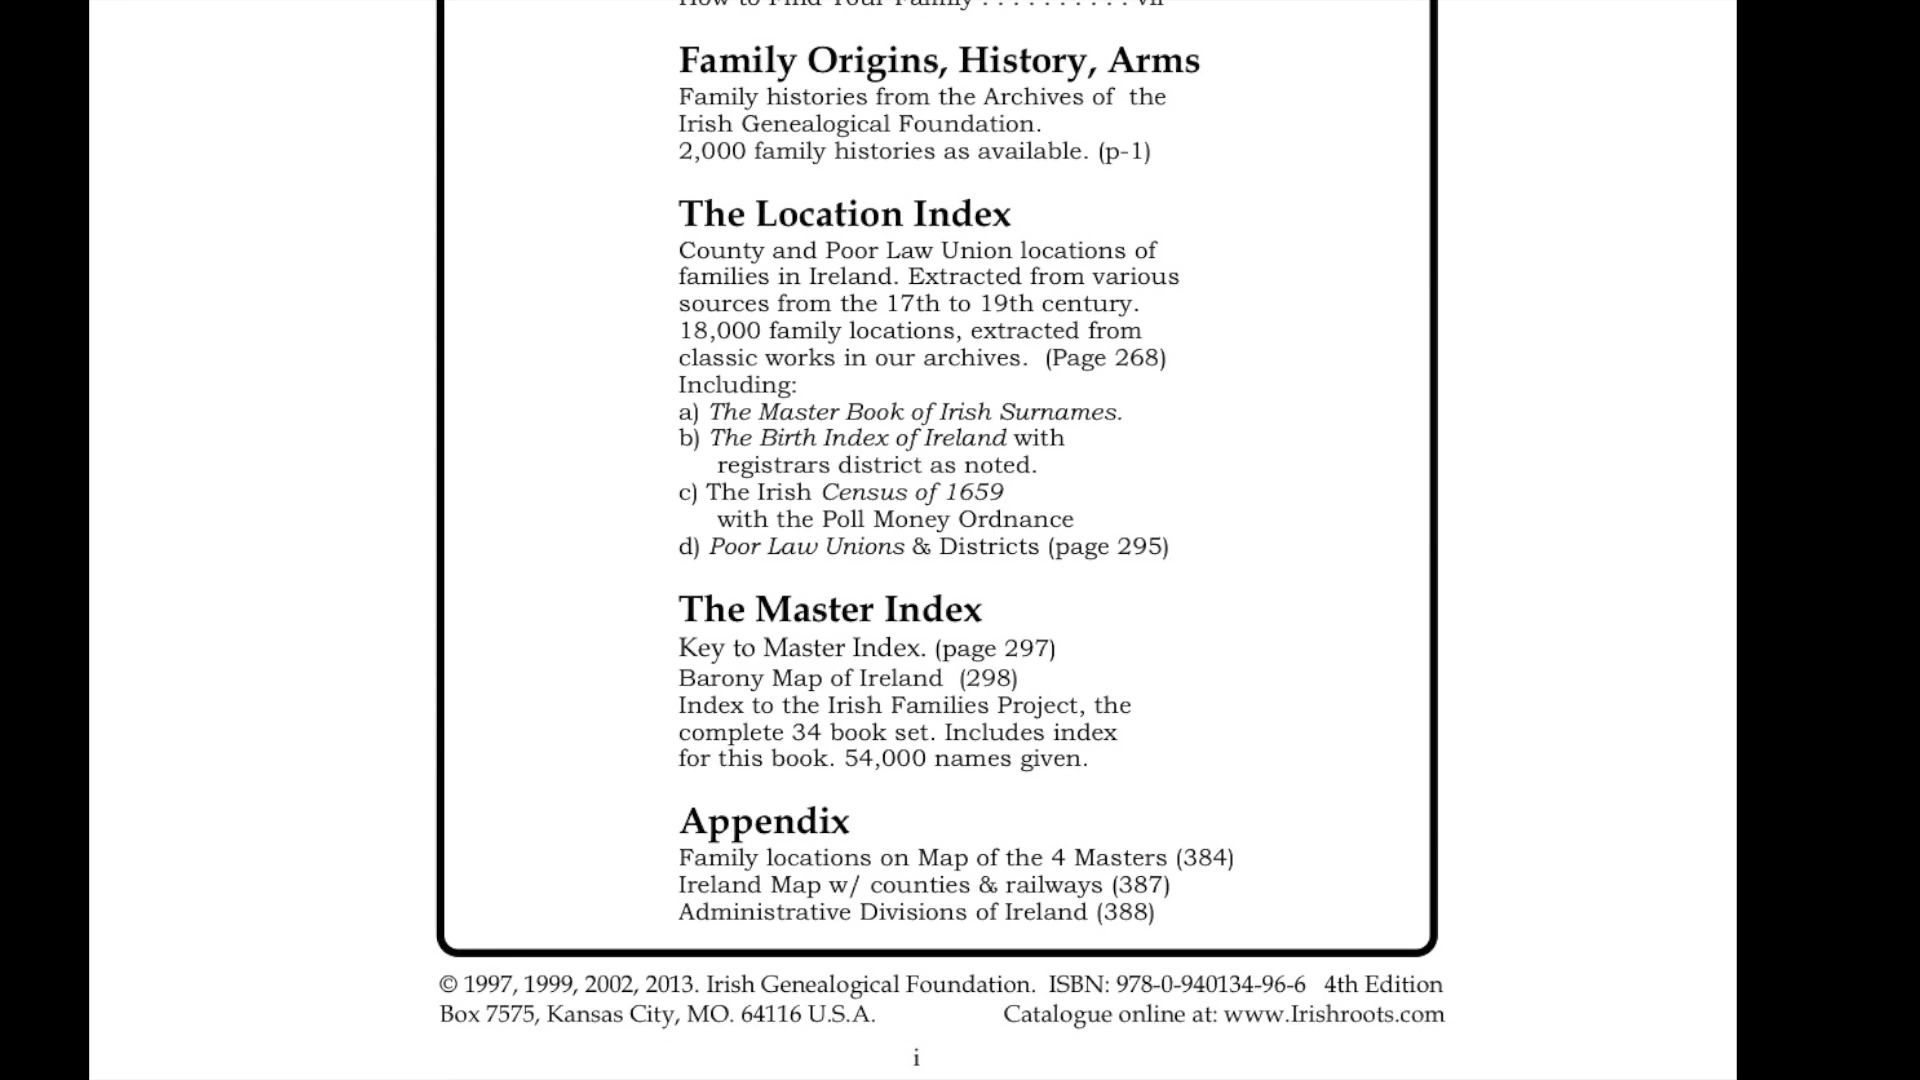 How to Find Your Family . . . . . . . . . . vii
Family Origins, History, Arms
Family histories from the Archives of the
Irish Genealogical Foundation.
2,000 family histories as available. (p-1)
The Location Index
County and Poor Law Union locations of
families in Ireland. Extracted from various
sources from the 17th to 19th century.
18,000 family locations, extracted from
classic works in our archives. (Page 268)
Including:
a) The Master Book of Irish Surnames.
b) The Birth Index of Ireland with
registrars district as noted.
c) The Irish Census of 1659
with the Poll Money Ordnance
d) Poor Law Unions & Districts (page 295)
The Master Index
Key to Master Index. (page 297)
Barony Map of Ireland (298)
Index to the Irish Families Project, the
complete 34 book set. Includes index
for this book. 54,000 names given.
Appendix
Family locations on Map of the 4 Masters (384)
Ireland Map w/ counties & railways (387)
Administrative Divisions of Ireland (388)
© 1997, 1999, 2002, 2013. Irish Genealogical Foundation. ISBN: 978-0-940134-96-6 4th Edition
Box 7575, Kansas City, MO. 64116 U.S.A. Catalogue online at: www.Irishroots.com
i